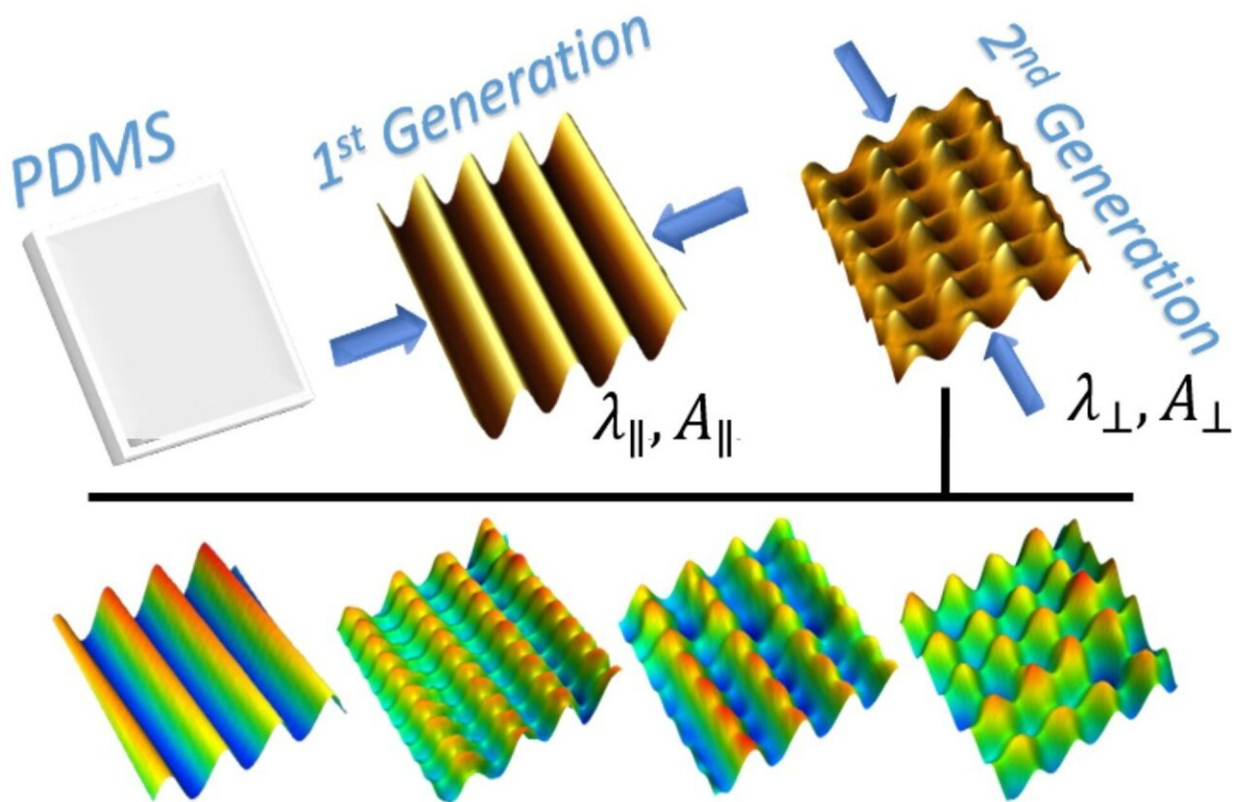 PDMS
1st Generation
2nd Generation
λ∥, A∥
λ⊥, A⊥